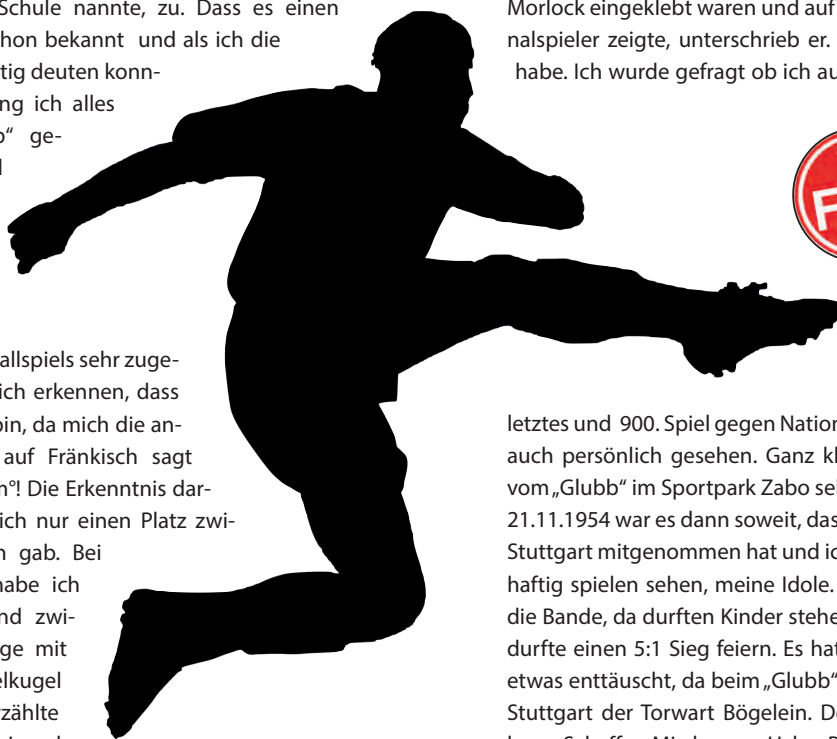 Schule nannte, zu. Dass es einen
schon bekannt und als ich die
tig deuten konn-
ng ich alles
ge-
allspiels sehr zuge-
ich erkennen, dass
bin, da mich die an-
auf Fränkisch sagt
Die Erkenntnis dar-
ich nur einen Platz zwi-
n gab. Bei
habe ich
nd zwi-
ge mit
elkugel
rzählte
Morlock eingeklebt waren und auf
nalspieler zeigte, unterschrieb er.
habe. Ich wurde gefragt ob ich au
F
letztes und 900. Spiel gegen Nation
auch persönlich gesehen. Ganz kl
vom „Glubb“ im Sportpark Zabo sel
21.11.1954 war es dann soweit, das
Stuttgart mitgenommen hat und ic
haftig spielen sehen, meine Idole.
die Bande, da durften Kinder stehe
durfte einen 5:1 Sieg feiern. Es hat
etwas enttäuscht, da beim „Glubb“
Stuttgart der Torwart Bögelein. D